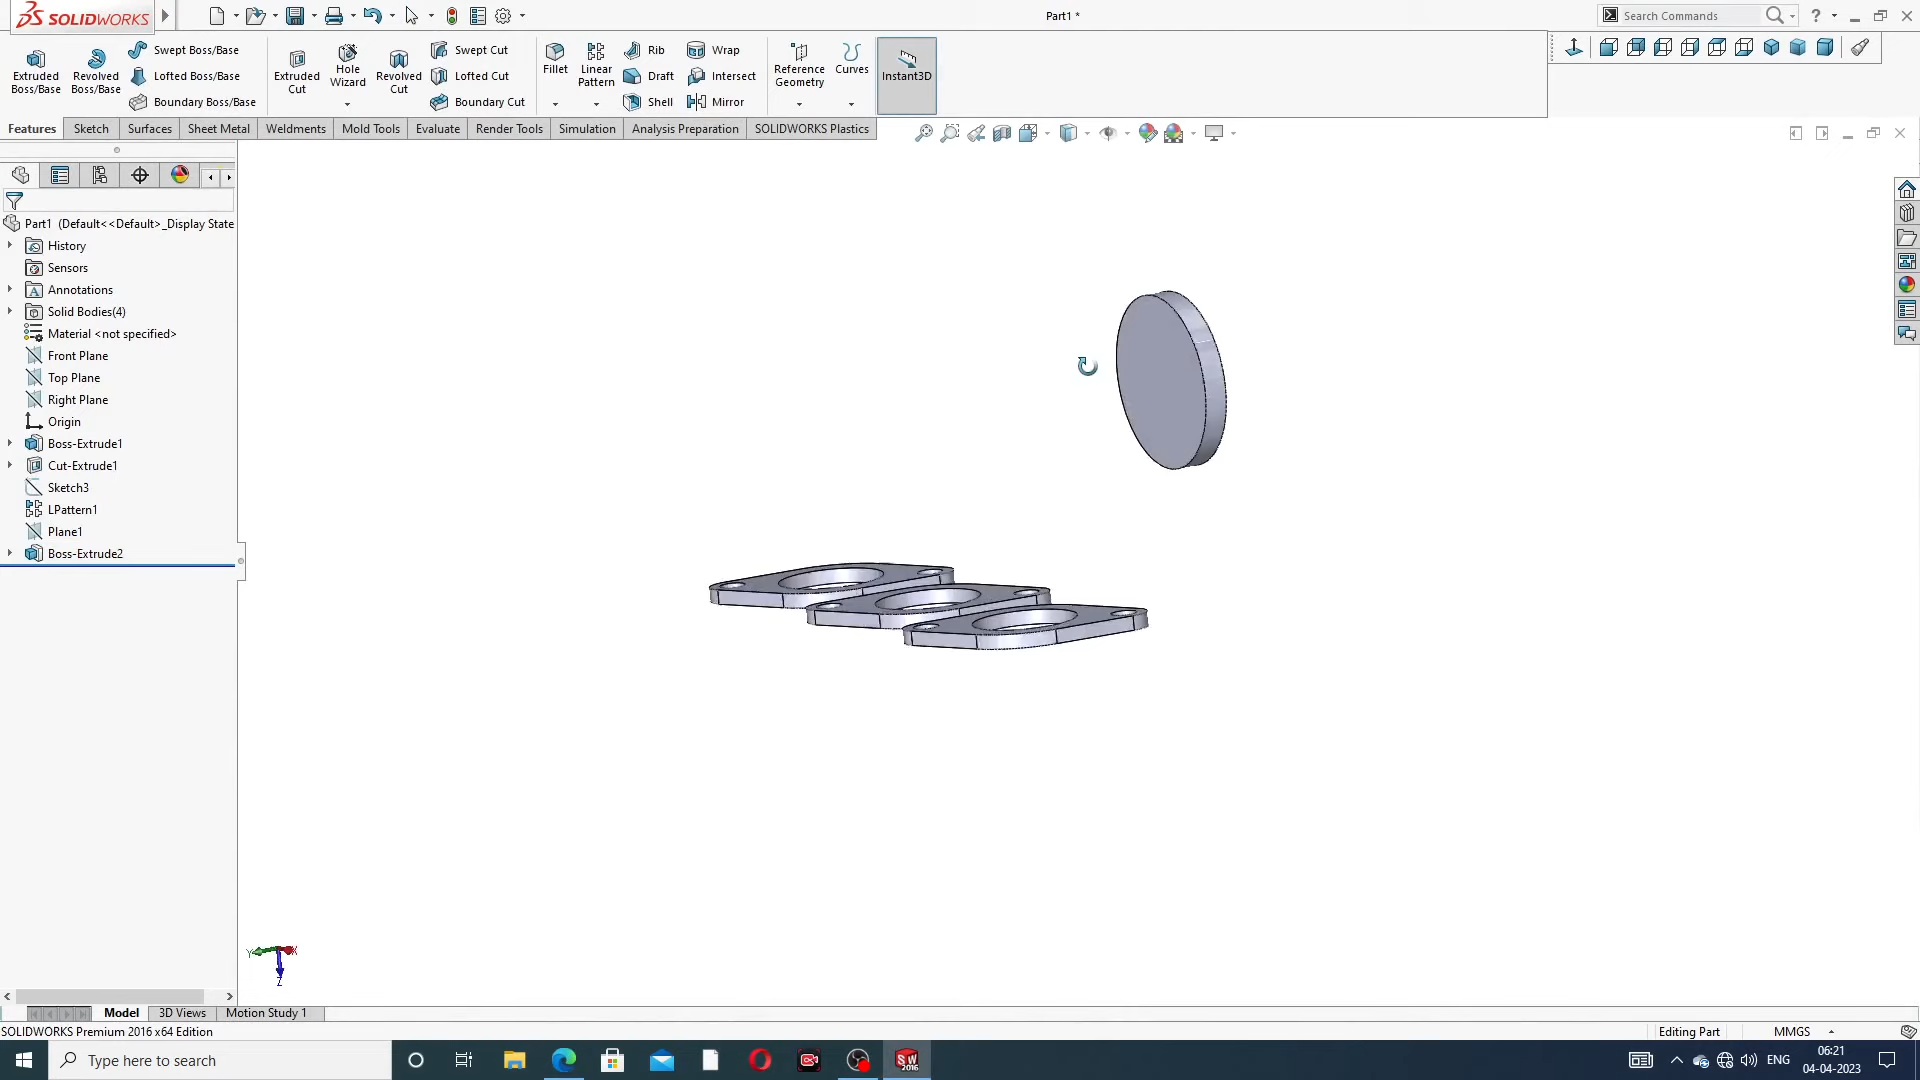 SOLIDWORKS
Part1 *
Search Commands
Extruded Boss/Base
Revolved Boss/Base
Swept Boss/Base
Lofted Boss/Base
Boundary Boss/Base
Extruded Cut
Hole Wizard
Revolved Cut
Swept Cut
Lofted Cut
Boundary Cut
Fillet
Linear Pattern
Rib
Draft
Shell
Wrap
Intersect
Mirror
Reference Geometry
Curves
Instant3D
Features
Sketch
Surfaces
Sheet Metal
Weldments
Mold Tools
Evaluate
Render Tools
Simulation
Analysis Preparation
SOLIDWORKS Plastics
Part1 (Default<<Default>_Display State
History
Sensors
Annotations
Solid Bodies(4)
Material <not specified>
Front Plane
Top Plane
Right Plane
Origin
Boss-Extrude1
Cut-Extrude1
Sketch3
LPattern1
Plane1
Boss-Extrude2
Y
X
Z
Model
3D Views
Motion Study 1
SOLIDWORKS Premium 2016 x64 Edition
Editing Part
MMGS
Type here to search
SW
2016
ENG
06:21
04-04-2023